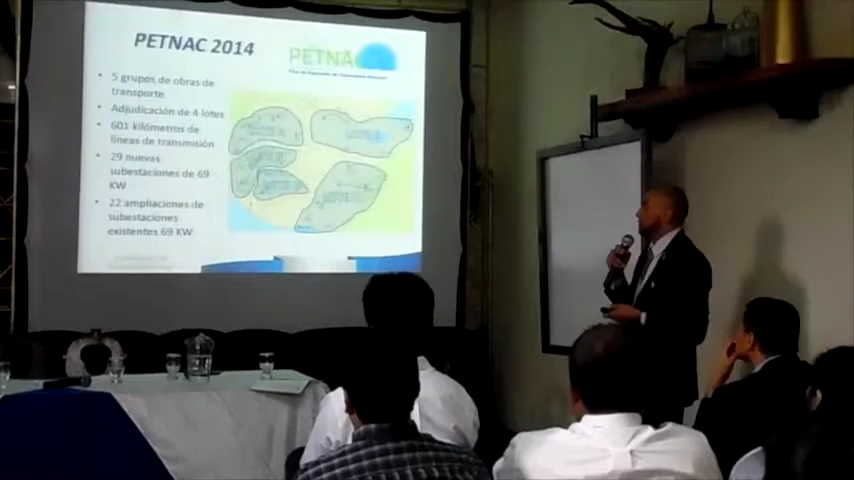 PETNAC 2014
PETNAC
• 5 grupos de obras de
transporte.
• Adjudicación de 4 lotes
• 601 kilómetros de
líneas de transmisión
• 29 nuevas
subestaciones de 69
KW
• 22 ampliaciones de
subestaciones
existentes 69 KW